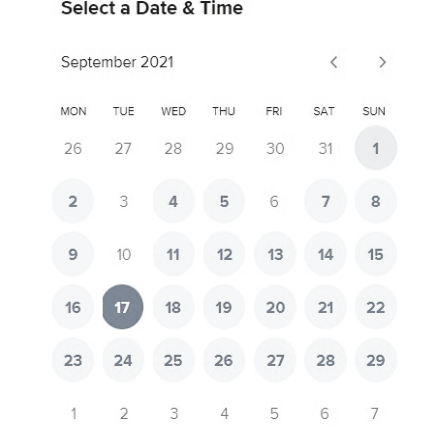 Select a Date & Time
September 2021
MON TUE WED THU FRI SAT SUN
26 27 28 29 30 31 1
2 3 4 5 6 7 8
9 10 11 12 13 14 15
16 17 18 19 20 21 22
23 24 25 26 27 28 29
1 2 3 4 5 6 7